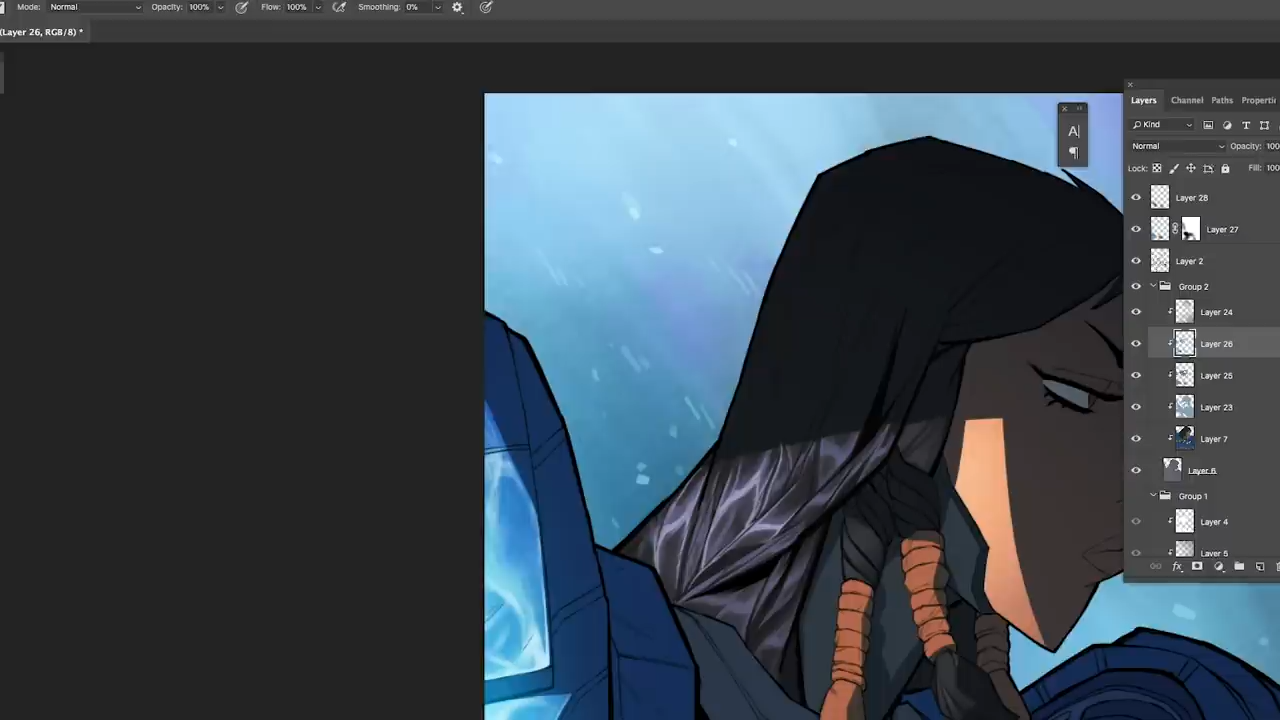 Mode: Normal Opacity: 100% Flow: 100% Smoothing: 0%
(Layer 26, RGB/8) *
Layers Channel Paths Properti
Kind
Normal Opacity: 100
Lock: Fill: 100
Layer 28
Layer 27
Layer 2
Group 2
Layer 24
Layer 26
Layer 25
Layer 23
Layer 7
Layer 6
Group 1
Layer 4
Layer 5
fx
A
¶